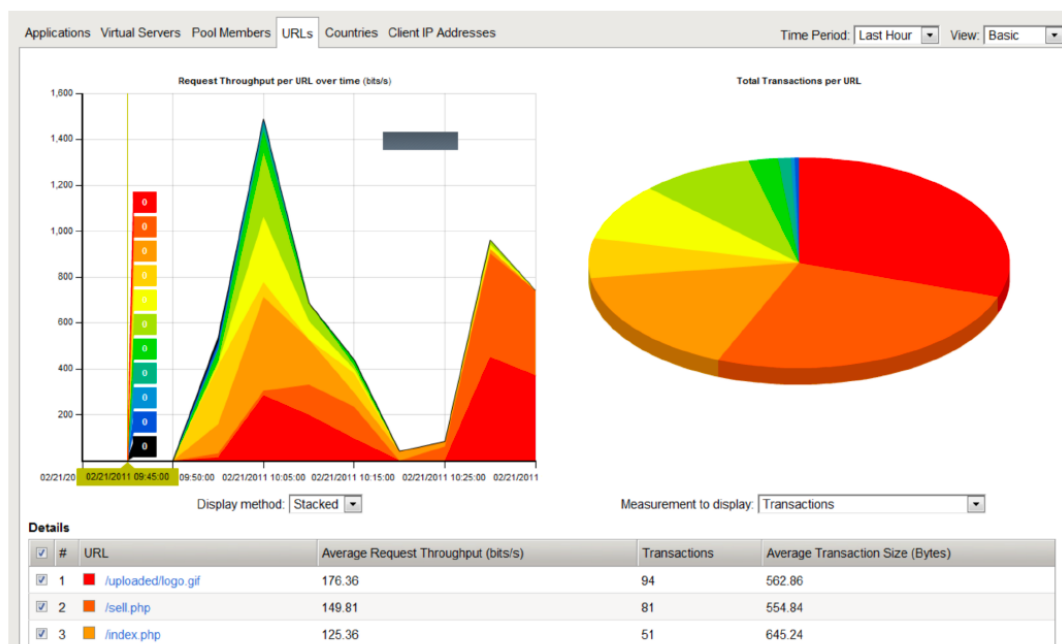 Applications Virtual Servers Pool Members URLs Countries Client IP Addresses
Time Period: Last Hour View: Basic
Request Throughput per URL over time (bits/s)
Total Transactions per URL
1,600
1,400
1,200
1,000
800
600
400
200
0
0
0
0
0
0
0
0
0
0
0
02/21/20 02/21/2011 09:45:00 09:50:00 02/21/2011 10:05:00 02/21/2011 10:15:00 02/21/2011 10:25:00 02/21/2011
Display method: Stacked
Measurement to display: Transactions
Details
# URL Average Request Throughput (bits/s) Transactions Average Transaction Size (Bytes)
1 /uploaded/logo.gif 176.36 94 562.86
2 /sell.php 149.81 81 554.84
3 /index.php 125.36 51 645.24